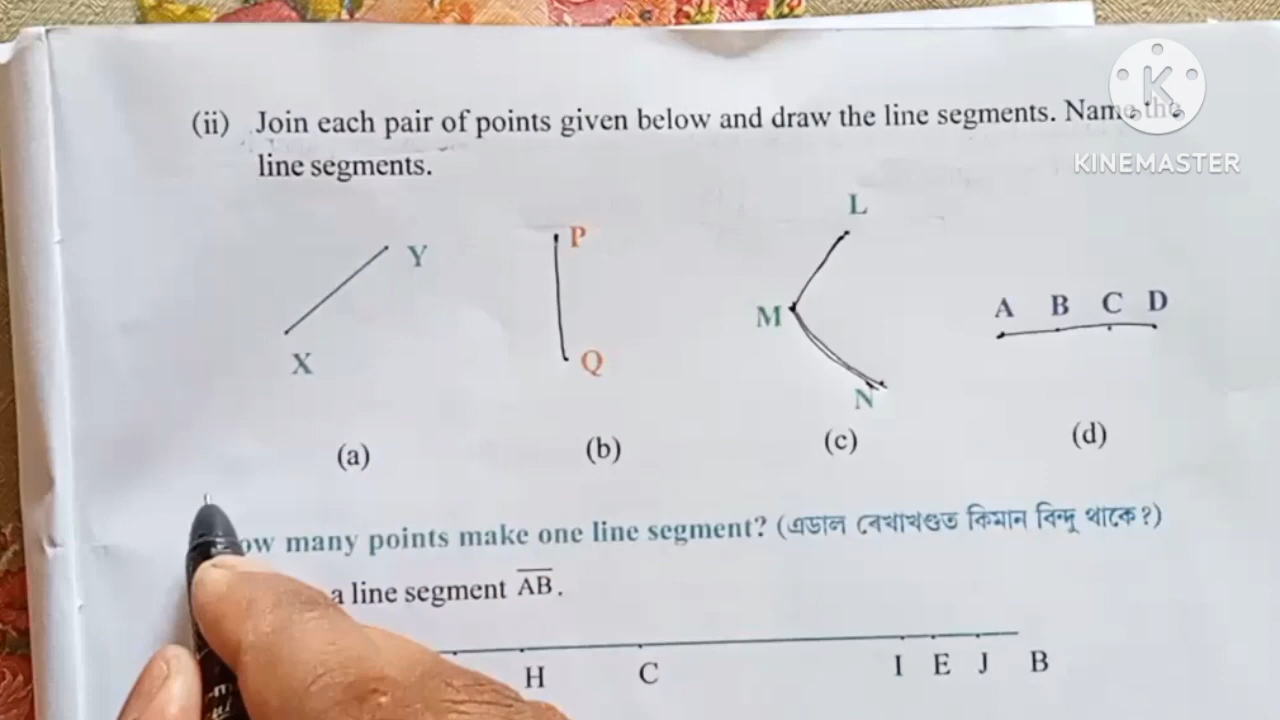 (ii) Join each pair of points given below and draw the line segments. Name the
line segments.
K
KINEMASTER
X Y
P Q
L M N
A B C D
(a) (b) (c) (d)
ow many points make one line segment? (এডাল ৰেখাখণ্ডত কিমান বিন্দু থাকে?)
a line segment AB.
H C I E J B